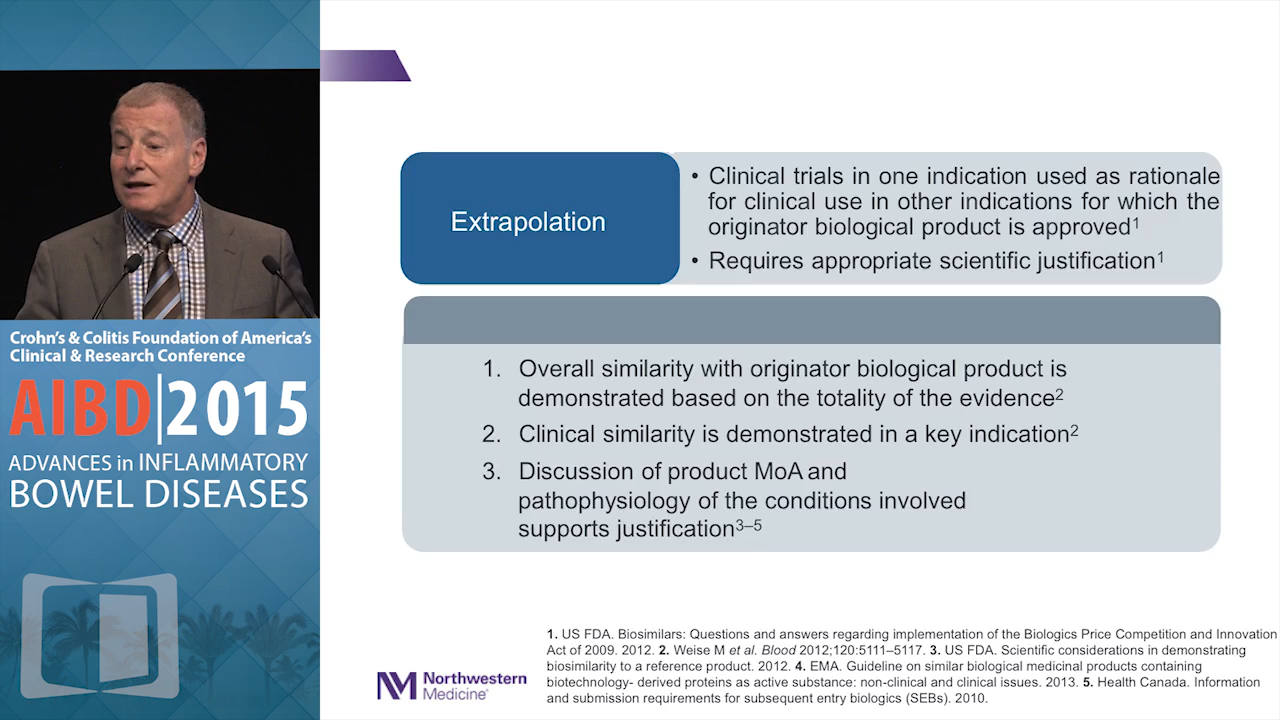 Crohn's & Colitis Foundation of America's
Clinical & Research Conference
AIBD|2015
ADVANCES in INFLAMMATORY
BOWEL DISEASES
Extrapolation
• Clinical trials in one indication used as rationale
for clinical use in other indications for which the
originator biological product is approved¹
• Requires appropriate scientific justification¹
1. Overall similarity with originator biological product is
demonstrated based on the totality of the evidence²
2. Clinical similarity is demonstrated in a key indication²
3. Discussion of product MoA and
pathophysiology of the conditions involved
supports justification³⁻⁵
Northwestern
Medicine®
1. US FDA. Biosimilars: Questions and answers regarding implementation of the Biologics Price Competition and Innovation
Act of 2009. 2012. 2. Weise M et al. Blood 2012;120:5111–5117. 3. US FDA. Scientific considerations in demonstrating
biosimilarity to a reference product. 2012. 4. EMA. Guideline on similar biological medicinal products containing
biotechnology- derived proteins as active substance: non-clinical and clinical issues. 2013. 5. Health Canada. Information
and submission requirements for subsequent entry biologics (SEBs). 2010.